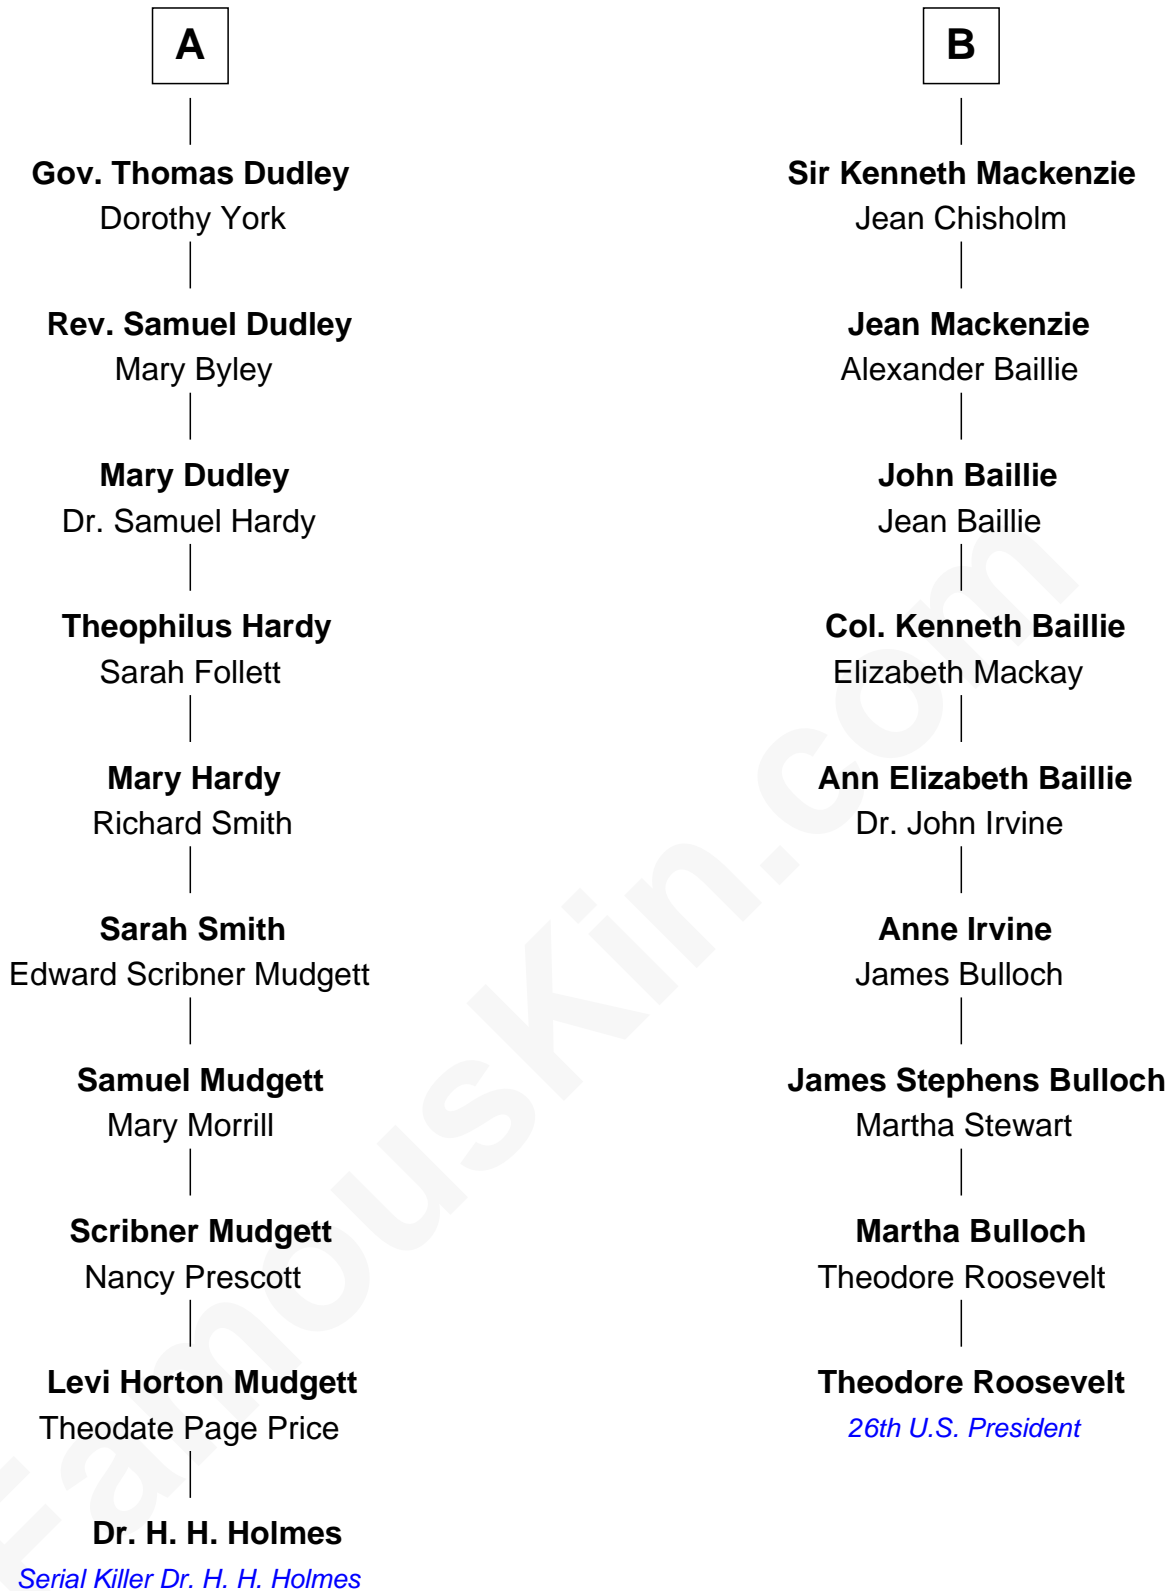 A
Gov. Thomas Dudley
Dorothy York
Rev. Samuel Dudley
Mary Byley
Mary Dudley
Dr. Samuel Hardy
Theophilus Hardy
Sarah Follett
Mary Hardy
Richard Smith
Sarah Smith
Edward Scribner Mudgett
Samuel Mudgett
Mary Morrill
Scribner Mudgett
Nancy Prescott
Levi Horton Mudgett
Theodate Page Price
Dr. H. H. Holmes
Serial Killer Dr. H. H. Holmes
B
Sir Kenneth Mackenzie
Jean Chisholm
Jean Mackenzie
Alexander Baillie
John Baillie
Jean Baillie
Col. Kenneth Baillie
Elizabeth Mackay
Ann Elizabeth Baillie
Dr. John Irvine
Anne Irvine
James Bulloch
James Stephens Bulloch
Martha Stewart
Martha Bulloch
Theodore Roosevelt
Theodore Roosevelt
26th U.S. President
FamousKin.com